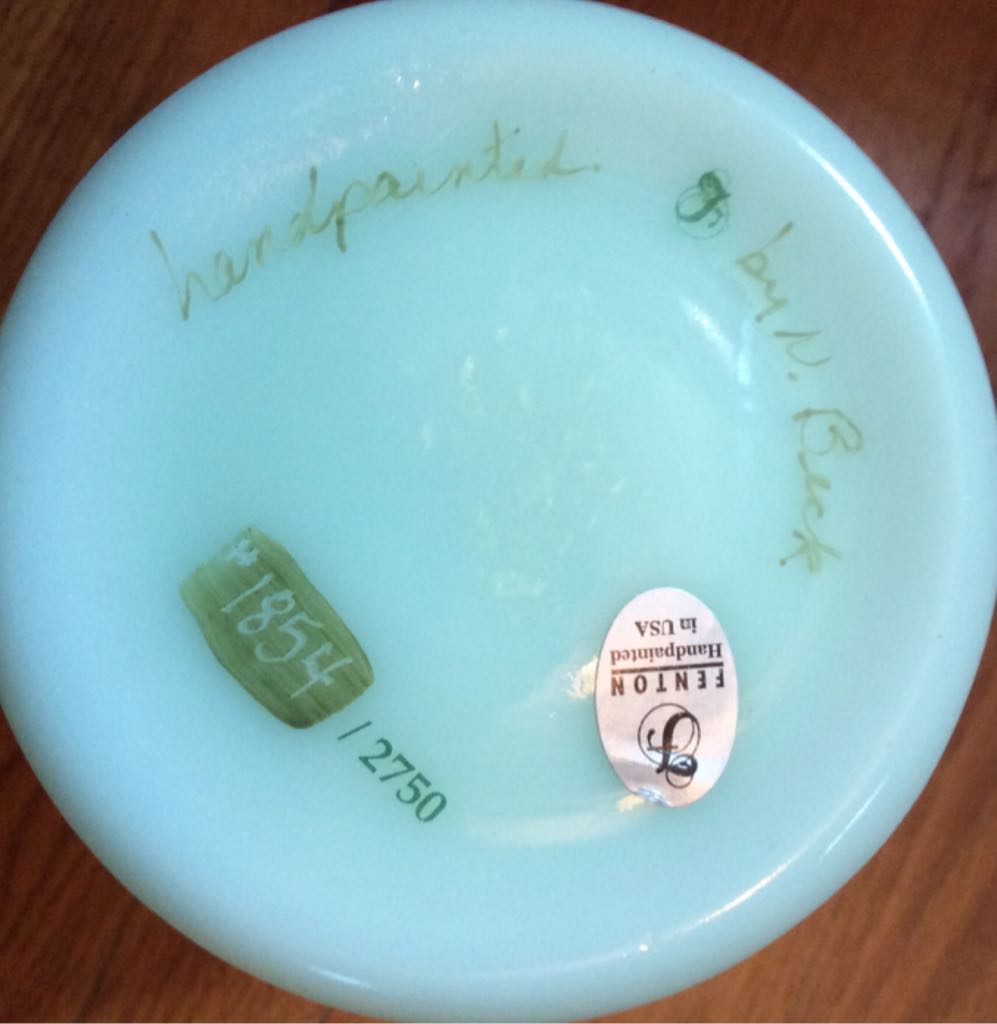 handpainted
by N. Beck
#1854
/2750
FENTON
Handpainted
in USA